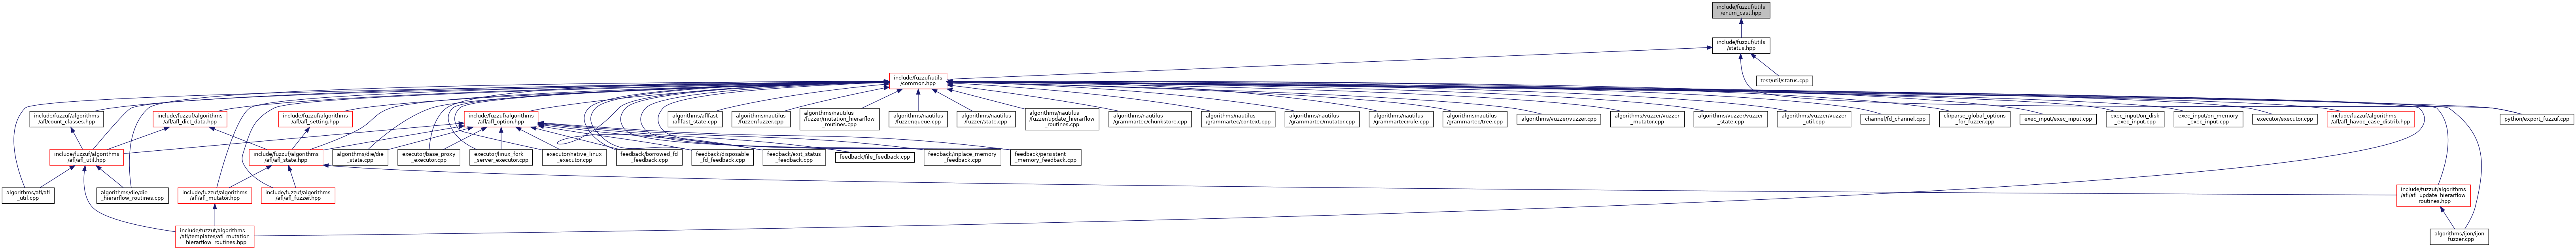 include/fuzzuf/utils
/enum_cast.hpp
include/fuzzuf/utils
/status.hpp
include/fuzzuf/utils
/common.hpp
test/util/status.cpp
include/fuzzuf/algorithms
/afl/count_classes.hpp
include/fuzzuf/algorithms
/afl/afl_dict_data.hpp
include/fuzzuf/algorithms
/afl/afl_setting.hpp
include/fuzzuf/algorithms
/afl/afl_option.hpp
algorithms/aflfast
/aflfast_state.cpp
algorithms/nautilus
/fuzzer/fuzzer.cpp
algorithms/nautilus
/fuzzer/mutation_hierarflow
_routines.cpp
algorithms/nautilus
/fuzzer/queue.cpp
algorithms/nautilus
/fuzzer/state.cpp
algorithms/nautilus
/fuzzer/update_hierarflow
_routines.cpp
algorithms/nautilus
/grammartec/chunkstore.cpp
algorithms/nautilus
/grammartec/context.cpp
algorithms/nautilus
/grammartec/mutator.cpp
algorithms/nautilus
/grammartec/rule.cpp
algorithms/nautilus
/grammartec/tree.cpp
algorithms/vuzzer/vuzzer.cpp
algorithms/vuzzer/vuzzer
_mutator.cpp
algorithms/vuzzer/vuzzer
_state.cpp
algorithms/vuzzer/vuzzer
_util.cpp
channel/fd_channel.cpp
cli/parse_global_options
_for_fuzzer.cpp
exec_input/exec_input.cpp
exec_input/on_disk
_exec_input.cpp
exec_input/on_memory
_exec_input.cpp
executor/executor.cpp
include/fuzzuf/algorithms
/afl/afl_havoc_case_distrib.hpp
python/export_fuzzuf.cpp
include/fuzzuf/algorithms
/afl/afl_util.hpp
include/fuzzuf/algorithms
/afl/afl_state.hpp
algorithms/die/die
_state.cpp
executor/base_proxy
_executor.cpp
executor/linux_fork
_server_executor.cpp
executor/native_linux
_executor.cpp
feedback/borrowed_fd
_feedback.cpp
feedback/disposable
_fd_feedback.cpp
feedback/exit_status
_feedback.cpp
feedback/file_feedback.cpp
feedback/inplace_memory
_feedback.cpp
feedback/persistent
_memory_feedback.cpp
algorithms/afl/afl
_util.cpp
algorithms/die/die
_hierarflow_routines.cpp
include/fuzzuf/algorithms
/afl/afl_mutator.hpp
include/fuzzuf/algorithms
/afl/afl_fuzzer.hpp
include/fuzzuf/algorithms
/afl/afl_update_hierarflow
_routines.hpp
include/fuzzuf/algorithms
/afl/templates/afl_mutation
_hierarflow_routines.hpp
algorithms/ijon/ijon
_fuzzer.cpp